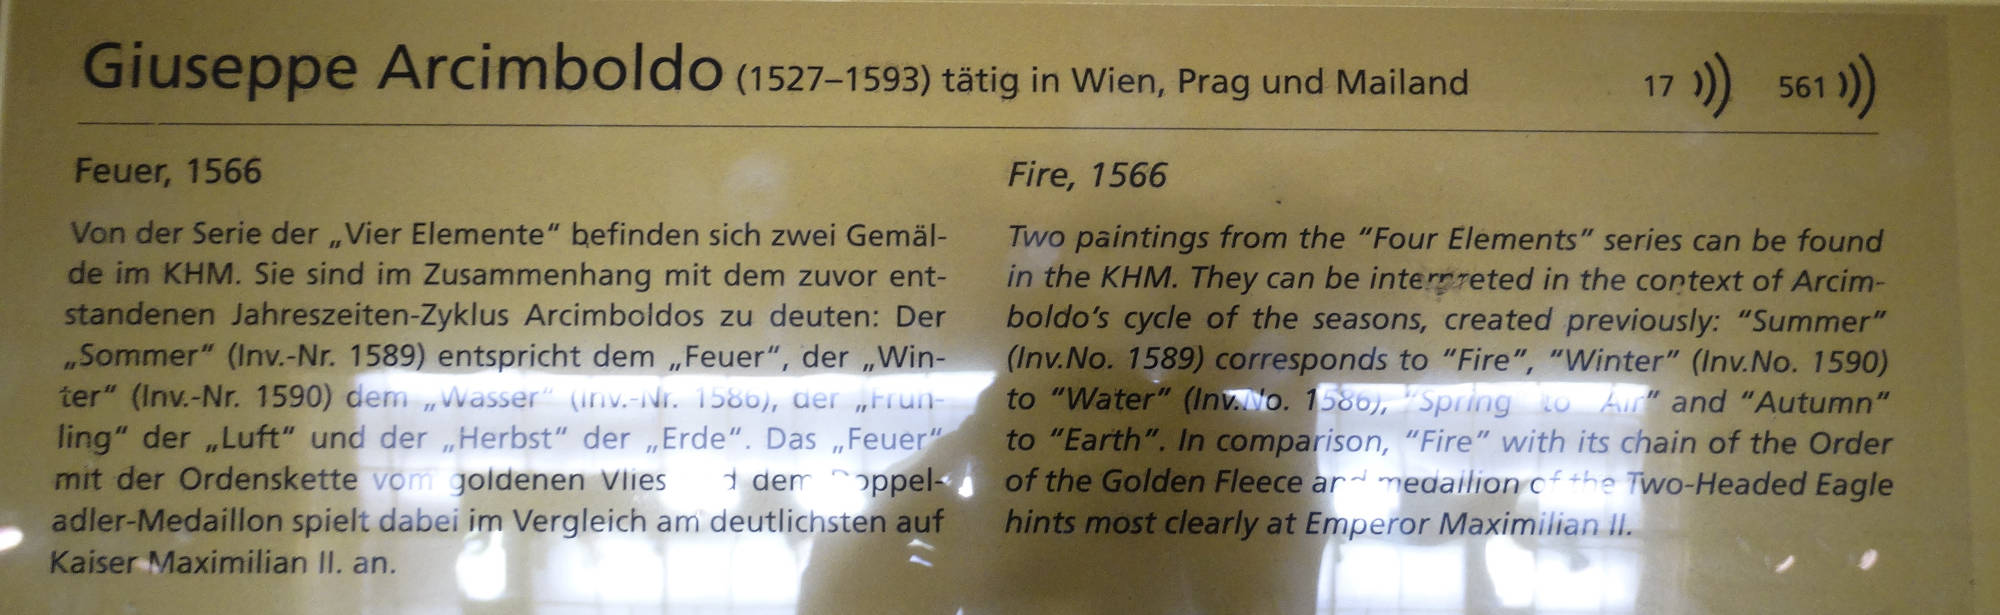 Giuseppe Arcimboldo (1527–1593) tätig in Wien, Prag und Mailand 17 561
Feuer, 1566
Von der Serie der „Vier Elemente“ befinden sich zwei Gemäl-
de im KHM. Sie sind im Zusammenhang mit dem zuvor ent-
standenen Jahreszeiten-Zyklus Arcimboldos zu deuten: Der
„Sommer“ (Inv.-Nr. 1589) entspricht dem „Feuer“, der „Win-
ter“ (Inv.-Nr. 1590) dem „Wasser“ (Inv.-Nr. 1586), der „Früh-
ling“ der „Luft“ und der „Herbst“ der „Erde“. Das „Feuer“
mit der Ordenskette vom goldenen Vlies dem Doppel-
adler-Medaillon spielt dabei im Vergleich am deutlichsten auf
Kaiser Maximilian II. an.
Fire, 1566
Two paintings from the “Four Elements” series can be found
in the KHM. They can be interpreted in the context of Arcim-
boldo’s cycle of the seasons, created previously: “Summer”
(Inv.No. 1589) corresponds to “Fire”, “Winter” (Inv.No. 1590)
to “Water” (Inv.No. 1586), “Spring to Air” and “Autumn”
to “Earth”. In comparison, “Fire” with its chain of the Order
of the Golden Fleece and medaillon of the Two-Headed Eagle
hints most clearly at Emperor Maximilian II.